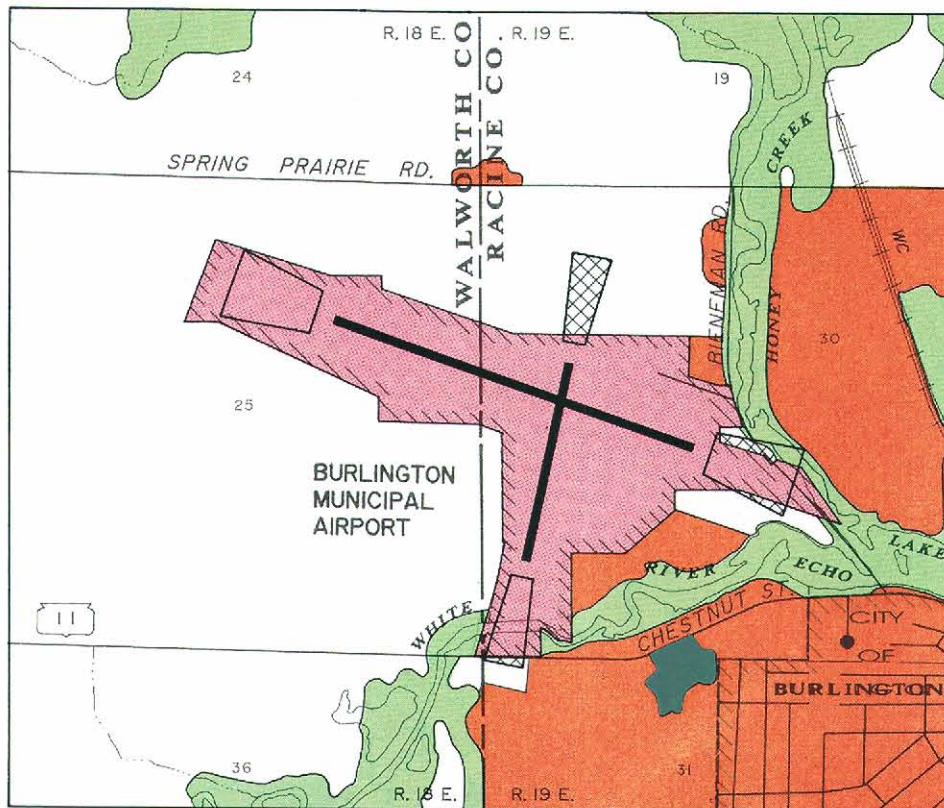 R. 18 E. R. 19 E.
24
19
WALWORTH CO
RACINE CO.
CREEK
SPRING PRAIRIE RD.
RIENEMAN RD.
HONEY
WC
30
25
BURLINGTON
MUNICIPAL
AIRPORT
LAKE
RIVER
ECHO
11
WHITE
CHESTNUT ST
CITY
OF
BURLINGTON
36
31
R. 18 E. R. 19 E.